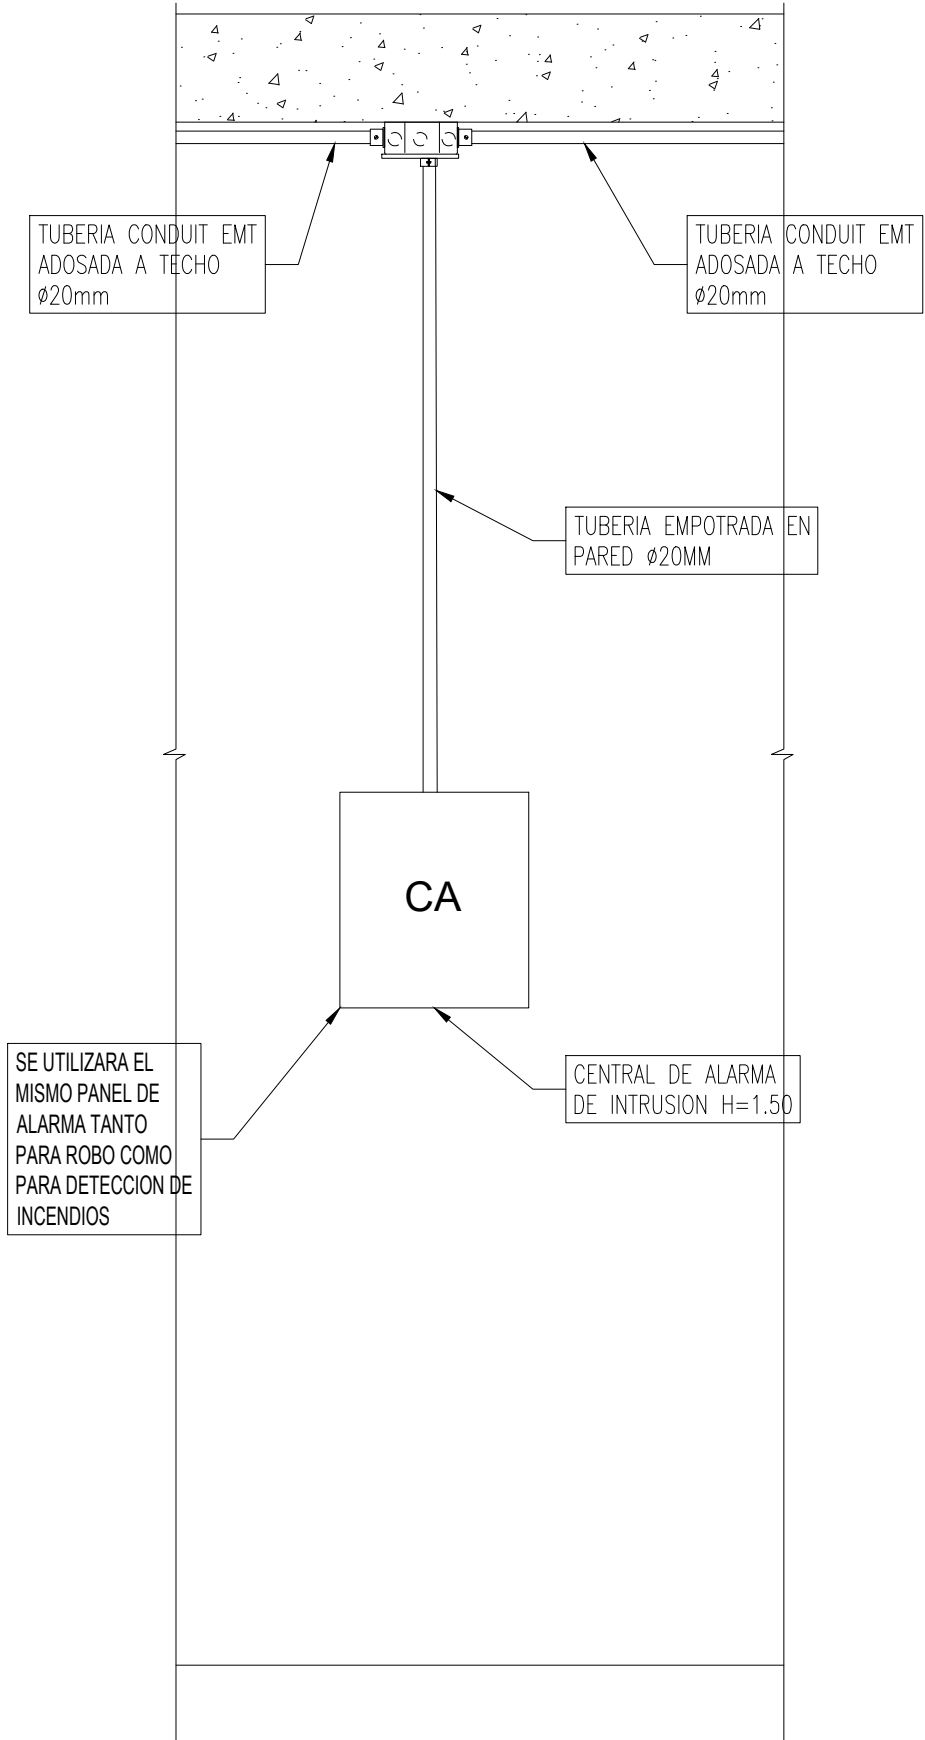 TUBERIA CONDUIT EMT
ADOSADA A TECHO
ø20mm
TUBERIA CONDUIT EMT
ADOSADA A TECHO
ø20mm
TUBERIA EMPOTRADA EN
PARED ø20MM
CA
SE UTILIZARA EL
MISMO PANEL DE
ALARMA TANTO
PARA ROBO COMO
PARA DETECCION DE
INCENDIOS
CENTRAL DE ALARMA
DE INTRUSION H=1.50